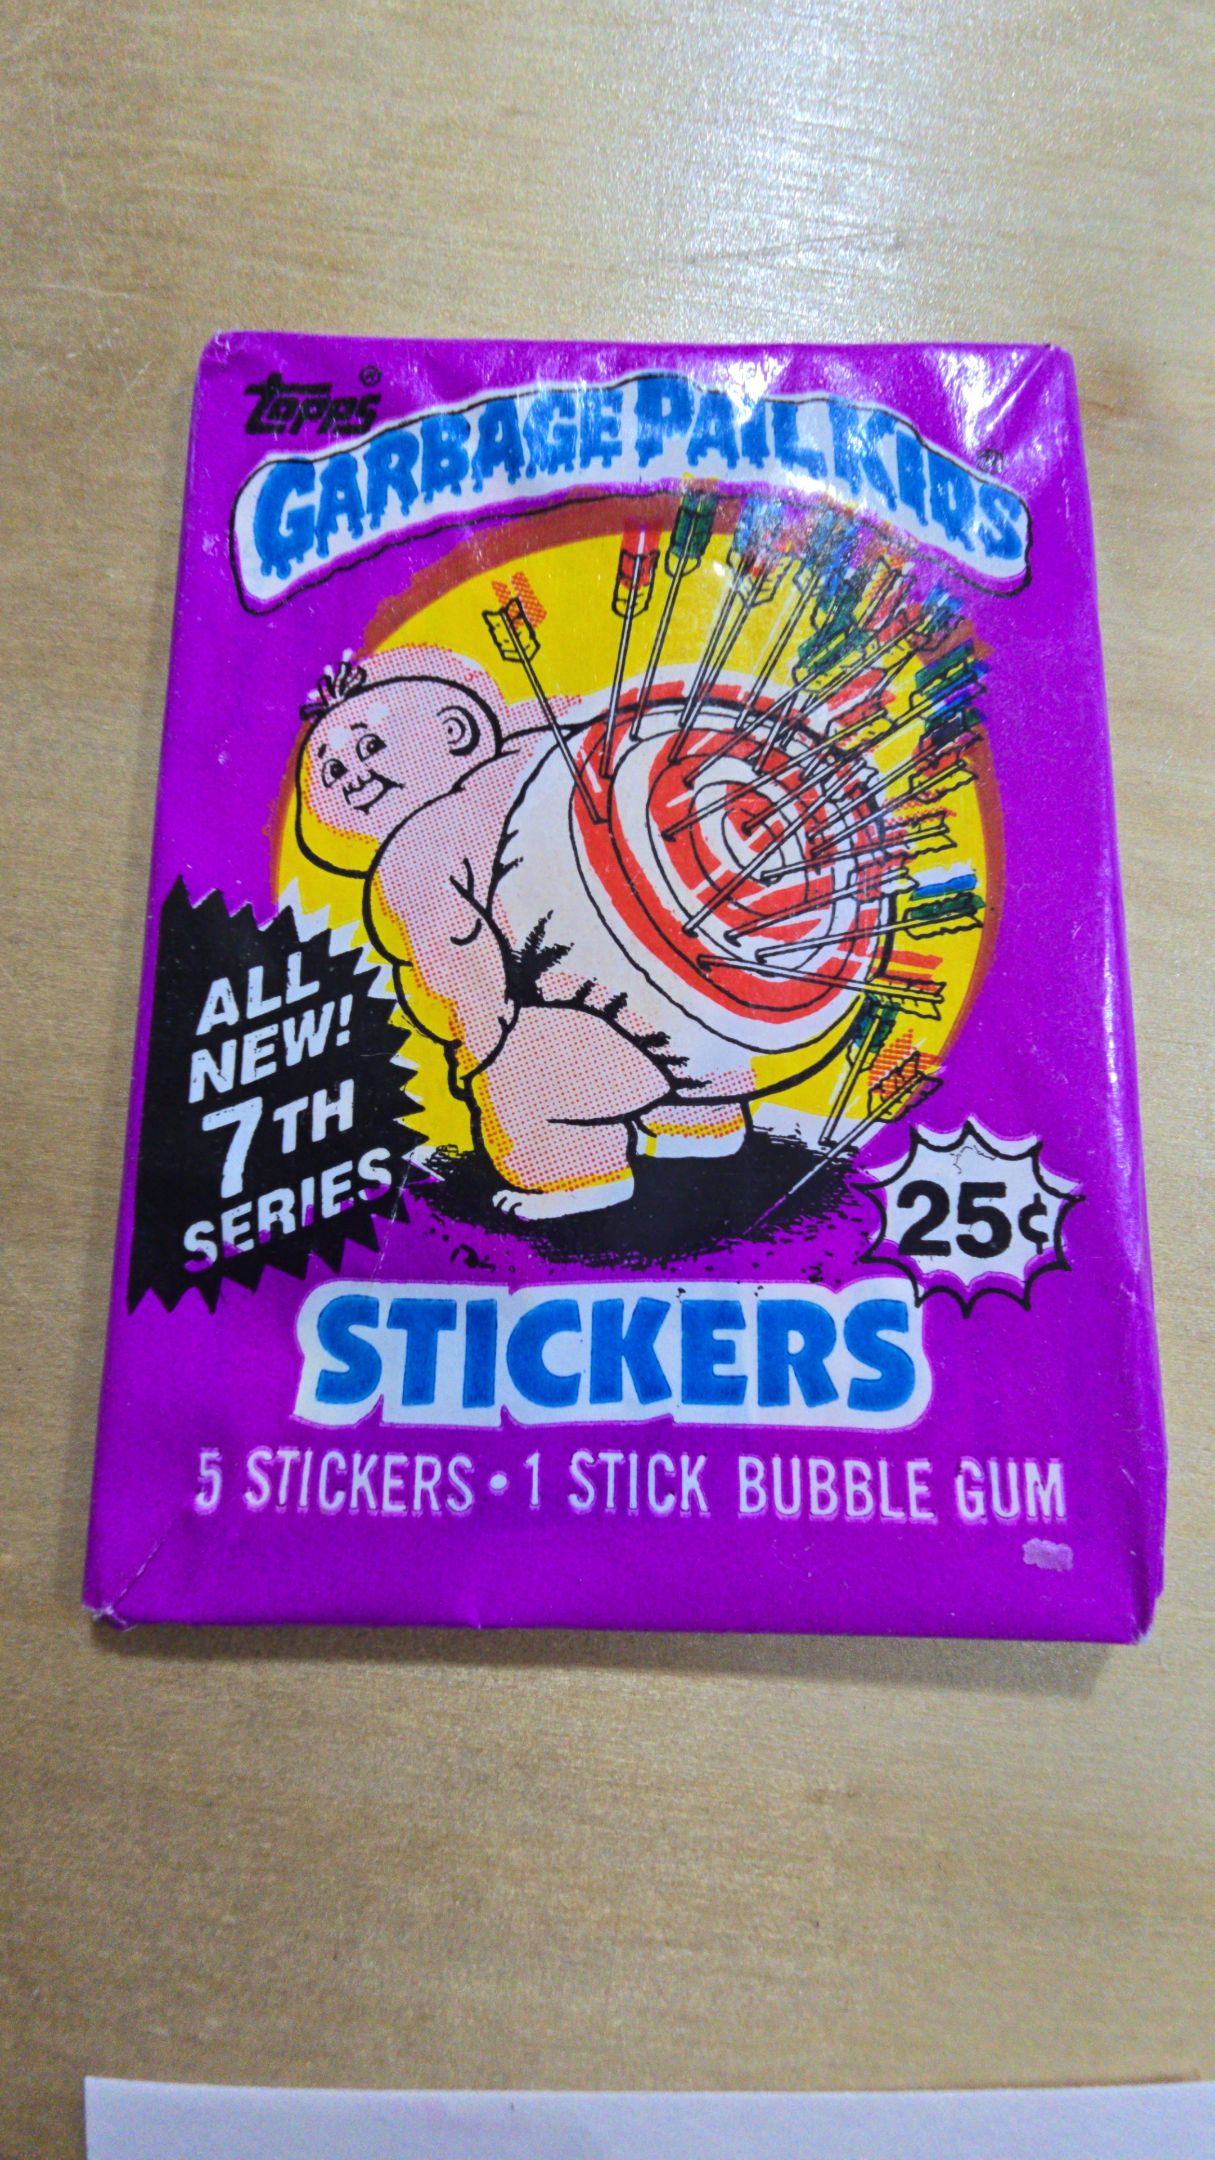 topps®
GARBAGE PAIL KIDS
ALL
NEW!
7TH
SERIES
25¢
STICKERS
5 STICKERS • 1 STICK BUBBLE GUM